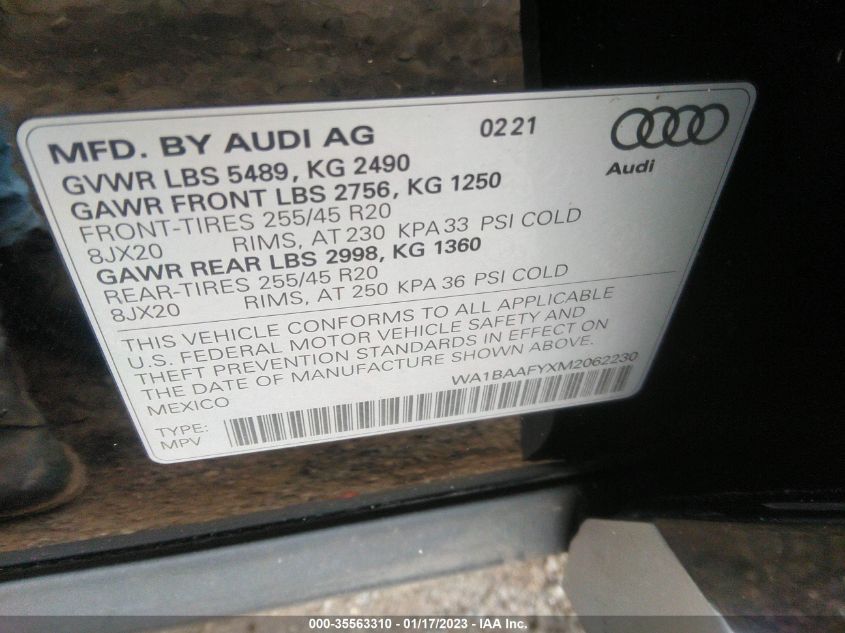 MFD. BY AUDI AG 0221
Audi
GVWR LBS 5489, KG 2490
GAWR FRONT LBS 2756, KG 1250
FRONT-TIRES 255/45 R20
8JX20 RIMS, AT 230 KPA 33 PSI COLD
GAWR REAR LBS 2998, KG 1360
REAR-TIRES 255/45 R20
8JX20 RIMS, AT 250 KPA 36 PSI COLD
THIS VEHICLE CONFORMS TO ALL APPLICABLE
U.S. FEDERAL MOTOR VEHICLE SAFETY AND
THEFT PREVENTION STANDARDS IN EFFECT ON
THE DATE OF MANUFACTURE SHOWN ABOVE.
MEXICO WA1BAAFYXM2062230
TYPE:
MPV
000-35563310 - 01/17/2023 - IAA Inc.